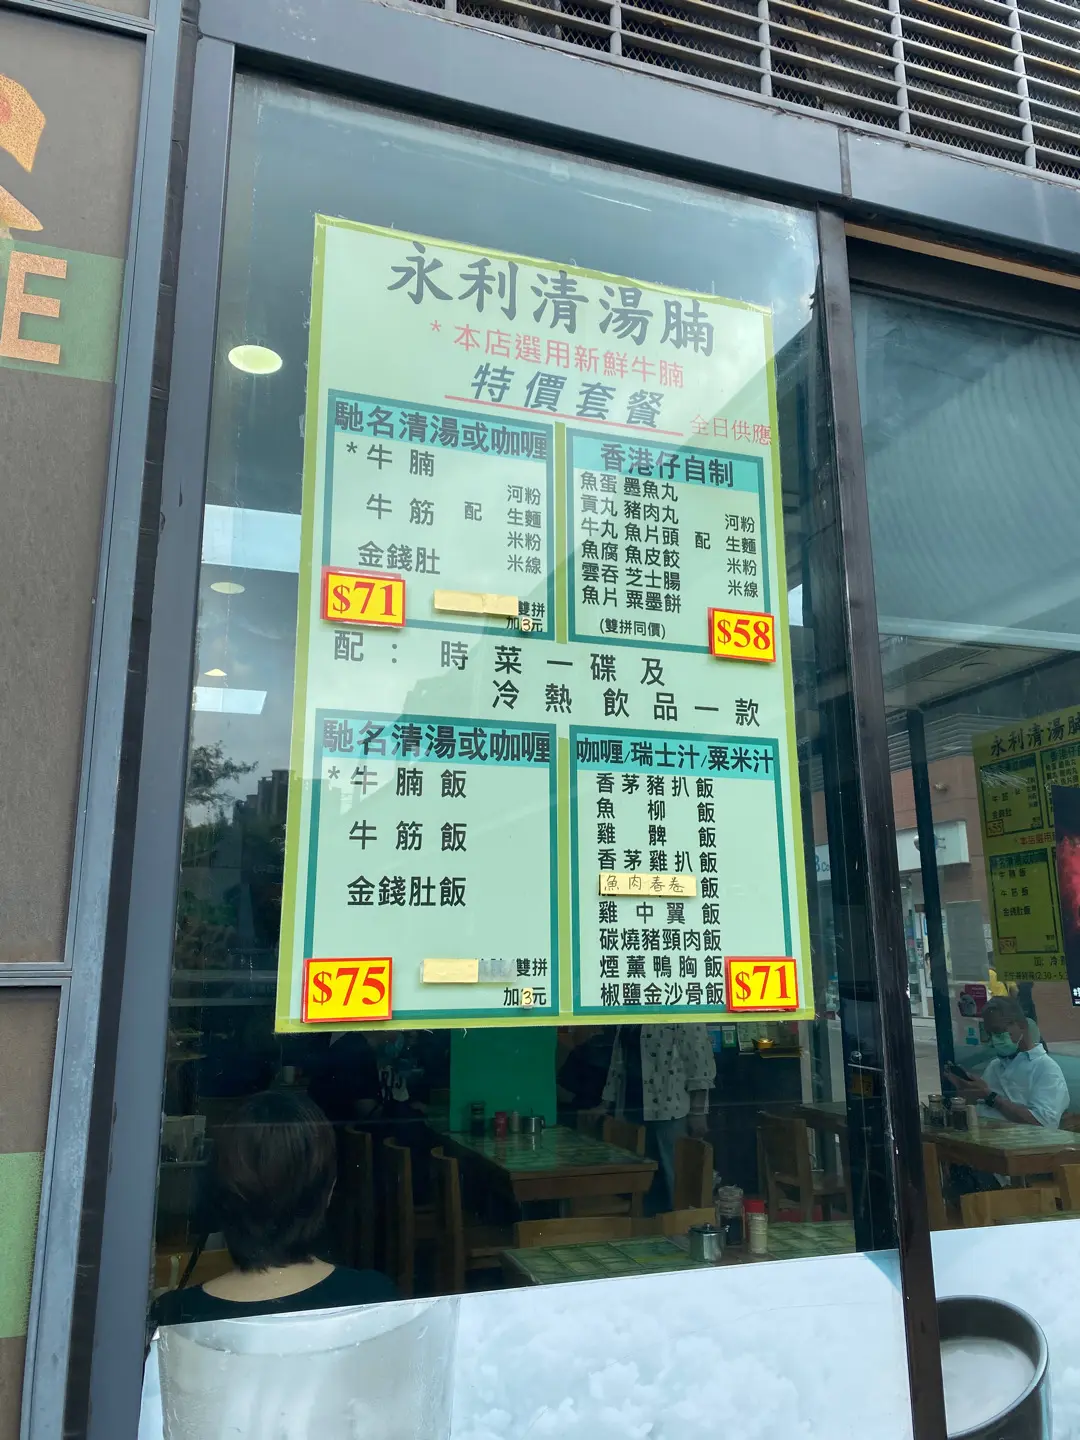 E
永利清湯腩
*本店選用新鮮牛腩
特價套餐
全日供應
馳名清湯或咖喱
*牛腩
牛筋
金錢肚
配
河粉
生麵
米粉
米線
$71
雙拼
加3元
香港仔自制
魚蛋 墨魚丸
貢丸 豬肉丸
牛丸 魚片頭
魚腐 魚皮餃
雲吞 芝士腸
魚片 粟墨餅
配
河粉
生麵
米粉
米線
(雙拼同價)
$58
配：時菜一碟及
冷熱飲品一款
馳名清湯或咖喱
*牛腩飯
牛筋飯
金錢肚飯
$75
雙拼
加3元
咖喱/瑞士汁/粟米汁
香茅豬扒飯
魚柳飯
雞髀飯
香茅雞扒飯
魚肉春卷飯
雞中翼飯
碳燒豬頸肉飯
煙薰鴨胸飯
椒鹽金沙骨飯
$71
永利清湯腩